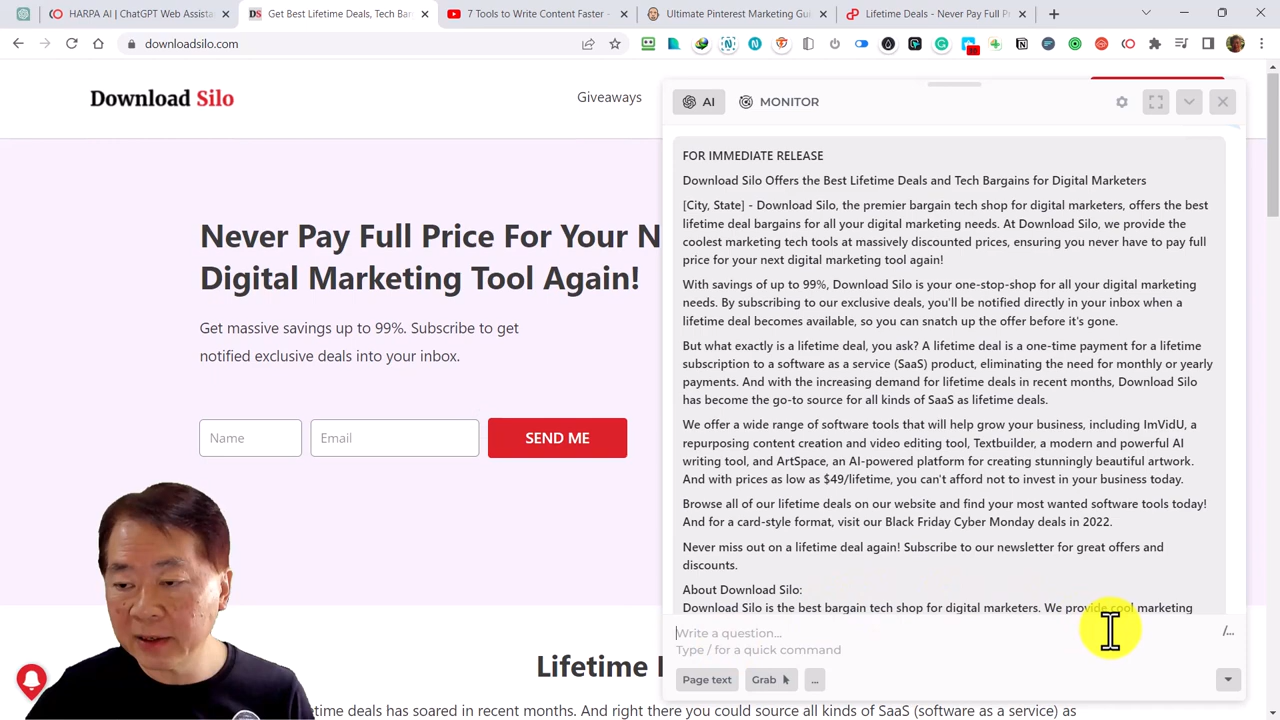 HARPA AI | ChatGPT Web Assista
Get Best Lifetime Deals, Tech Bar
7 Tools to Write Content Faster -
Ultimate Pinterest Marketing Gui
Lifetime Deals - Never Pay Full P
downloadsilo.com
Download Silo
Giveaways
Never Pay Full Price For Your N
Digital Marketing Tool Again!
Get massive savings up to 99%. Subscribe to get
notified exclusive deals into your inbox.
Name
Email
SEND ME
Lifetime
etime deals has soared in recent months. And right there you could source all kinds of SaaS (software as a service) as
AI
MONITOR
FOR IMMEDIATE RELEASE
Download Silo Offers the Best Lifetime Deals and Tech Bargains for Digital Marketers
[City, State] - Download Silo, the premier bargain tech shop for digital marketers, offers the best
lifetime deal bargains for all your digital marketing needs. At Download Silo, we provide the
coolest marketing tech tools at massively discounted prices, ensuring you never have to pay full
price for your next digital marketing tool again!
With savings of up to 99%, Download Silo is your one-stop-shop for all your digital marketing
needs. By subscribing to our exclusive deals, you'll be notified directly in your inbox when a
lifetime deal becomes available, so you can snatch up the offer before it's gone.
But what exactly is a lifetime deal, you ask? A lifetime deal is a one-time payment for a lifetime
subscription to a software as a service (SaaS) product, eliminating the need for monthly or yearly
payments. And with the increasing demand for lifetime deals in recent months, Download Silo
has become the go-to source for all kinds of SaaS as lifetime deals.
We offer a wide range of software tools that will help grow your business, including ImVidU, a
repurposing content creation and video editing tool, Textbuilder, a modern and powerful AI
writing tool, and ArtSpace, an AI-powered platform for creating stunningly beautiful artwork.
And with prices as low as $49/lifetime, you can't afford not to invest in your business today.
Browse all of our lifetime deals on our website and find your most wanted software tools today!
And for a card-style format, visit our Black Friday Cyber Monday deals in 2022.
Never miss out on a lifetime deal again! Subscribe to our newsletter for great offers and
discounts.
About Download Silo:
Download Silo is the best bargain tech shop for digital marketers. We provide cool marketing
Write a question...
Type / for a quick command
/...
Page text
Grab
...